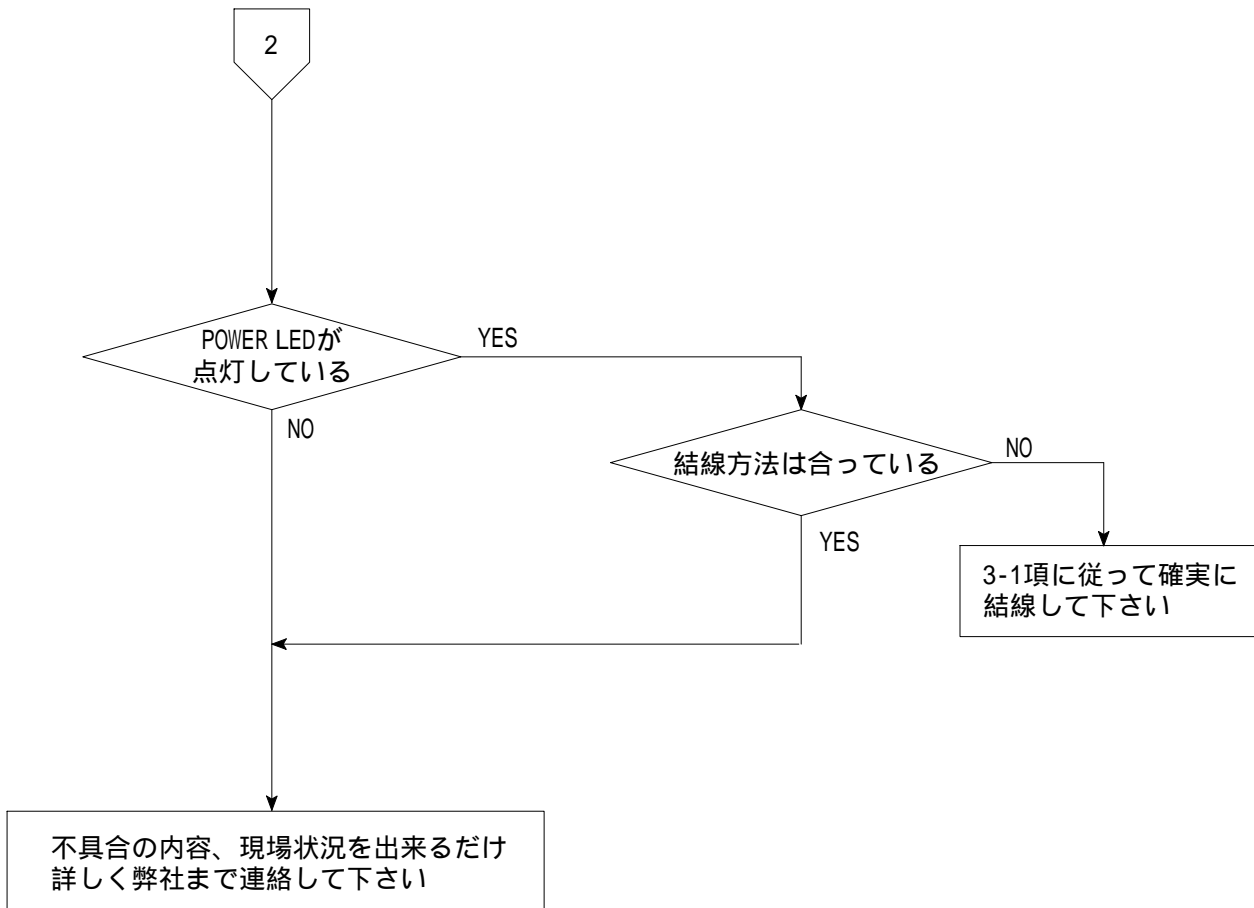 2
POWER LEDが
点灯している
YES
NO
結線方法は合っている
NO
YES
3-1項に従って確実に
結線して下さい
不具合の内容、現場状況を出来るだけ
詳しく弊社まで連絡して下さい